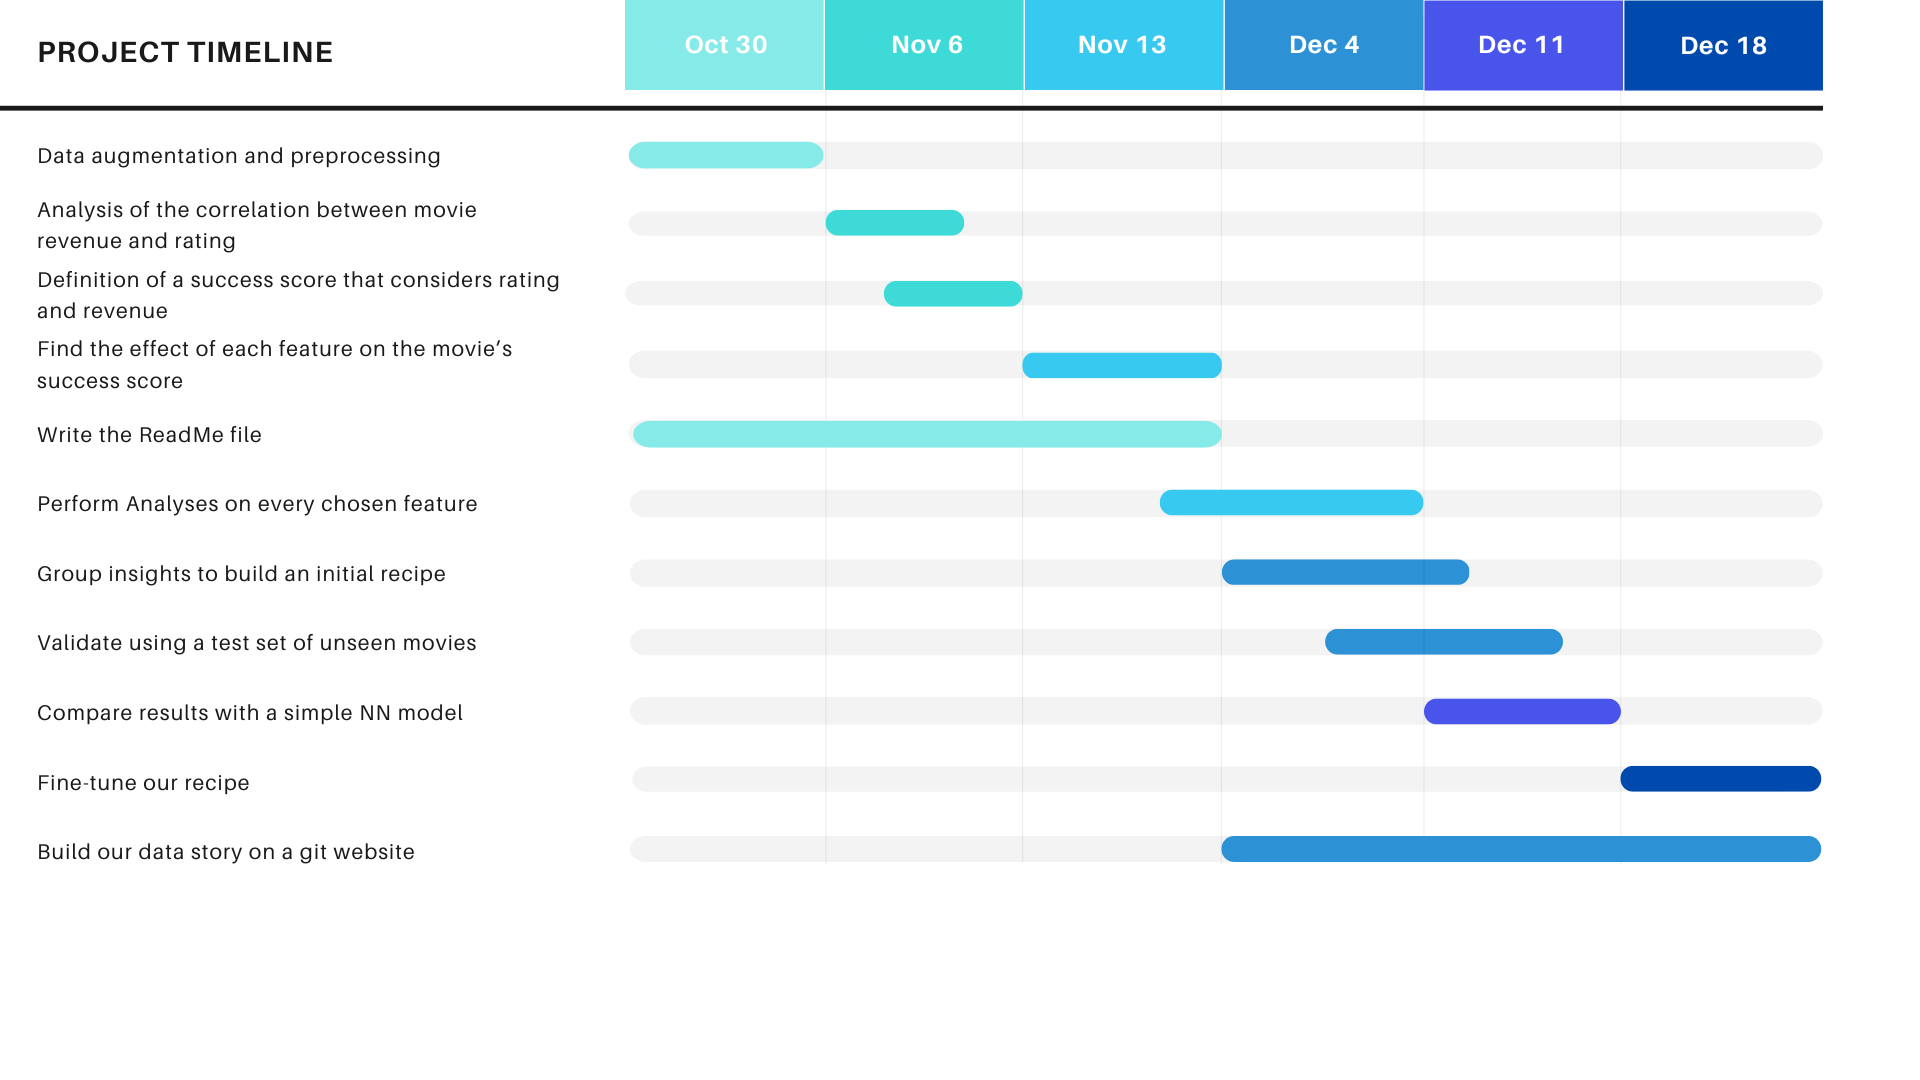 PROJECT TIMELINE
Oct 30
Nov 6
Nov 13
Dec 4
Dec 11
Dec 18
Data augmentation and preprocessing
Analysis of the correlation between movie
revenue and rating
Definition of a success score that considers rating
and revenue
Find the effect of each feature on the movie’s
success score
Write the ReadMe file
Perform Analyses on every chosen feature
Group insights to build an initial recipe
Validate using a test set of unseen movies
Compare results with a simple NN model
Fine-tune our recipe
Build our data story on a git website